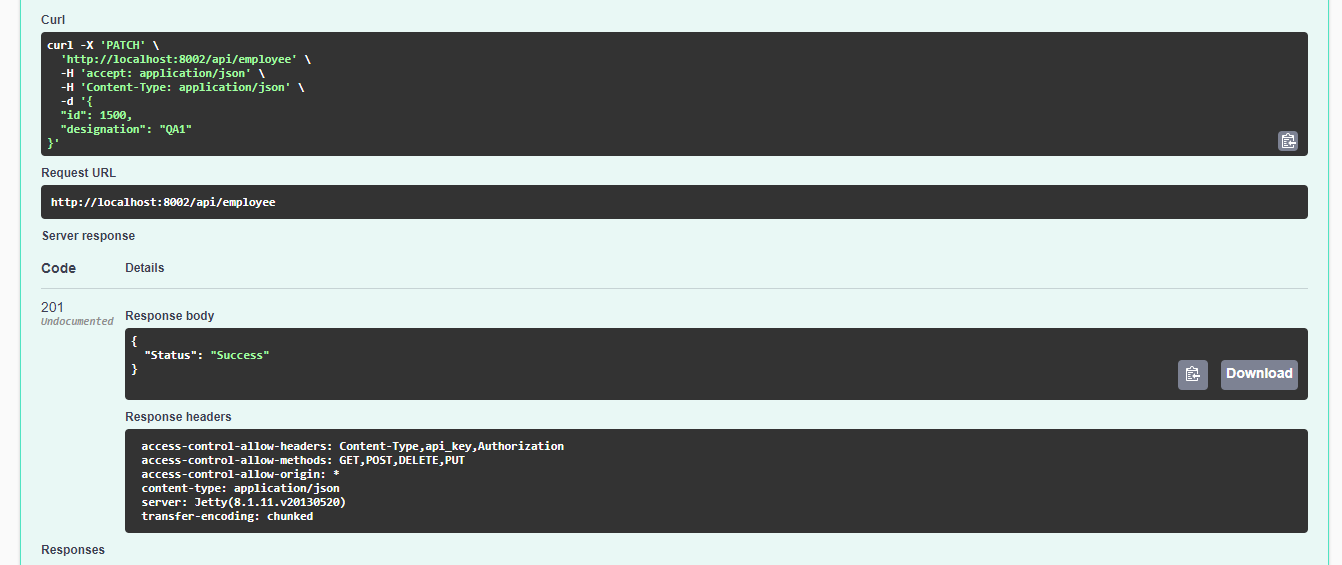 Curl
curl -X 'PATCH' \
'http://localhost:8002/api/employee' \
-H 'accept: application/json' \
-H 'Content-Type: application/json' \
-d '{
"id": 1500,
"designation": "QA1"
}'
Request URL
http://localhost:8002/api/employee
Server response
Code Details
201
Undocumented
Response body
{
"Status": "Success"
}
Download
Response headers
access-control-allow-headers: Content-Type,api_key,Authorization
access-control-allow-methods: GET,POST,DELETE,PUT
access-control-allow-origin: *
content-type: application/json
server: Jetty(8.1.11.v20130520)
transfer-encoding: chunked
Responses